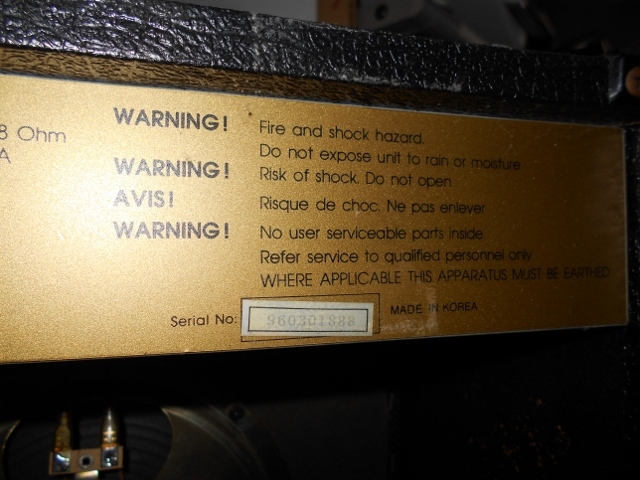 8 Ohm
A
WARNING! Fire and shock hazard.
Do not expose unit to rain or moisture
WARNING! Risk of shock. Do not open
AVIS! Risque de choc. Ne pas enlever
WARNING! No user serviceable parts inside.
Refer service to qualified personnel only
WHERE APPLICABLE THIS APPARATUS MUST BE EARTHED
Serial No: 960301888 MADE IN KOREA